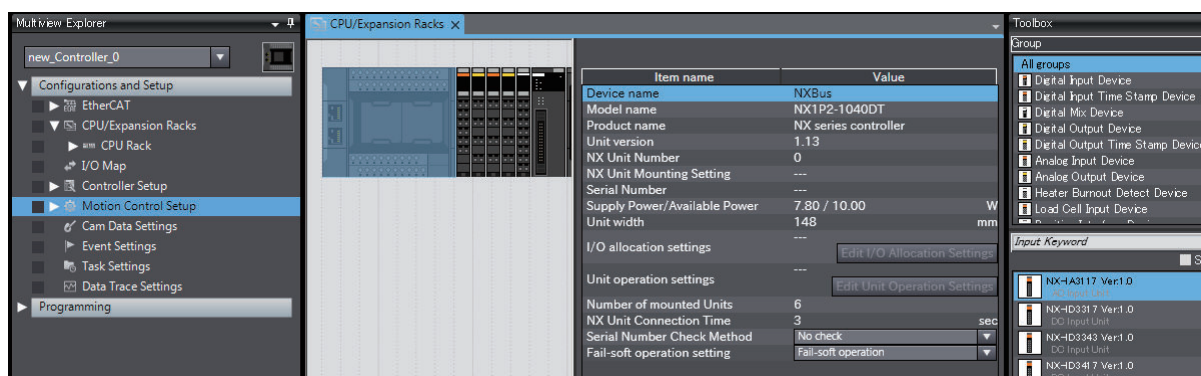 Multiview Explorer
new_Controller_0
Configurations and Setup
EtherCAT
CPU/Expansion Racks
CPU Rack
I/O Map
Controller Setup
Motion Control Setup
Cam Data Settings
Event Settings
Task Settings
Data Trace Settings
Programming
CPU/Expansion Racks
Item name Value
Device name NXBus
Model name NX1P2-1040DT
Product name NX series controller
Unit version 1.13
NX Unit Number 0
NX Unit Mounting Setting ---
Serial Number ---
Supply Power/Available Power 7.80 / 10.00 W
Unit width 148 mm
I/O allocation settings ---
Edit I/O Allocation Settings
Unit operation settings ---
Edit Unit Operation Settings
Number of mounted Units 6
NX Unit Connection Time 3 sec
Serial Number Check Method No check
Fail-soft operation setting Fail-soft operation
Toolbox
Group
All groups
Digital Input Device
Digital Input Time Stamp Device
Digital Mix Device
Digital Output Device
Digital Output Time Stamp Device
Analog Input Device
Analog Output Device
Heater Burnout Detect Device
Load Cell Input Device
Input Keyword
S
NX-IA3117 Ver.1.0
AC Input Unit
NX-ID3317 Ver.1.0
DC Input Unit
NX-ID3343 Ver.1.0
DC Input Unit
NX-ID3417 Ver.1.0